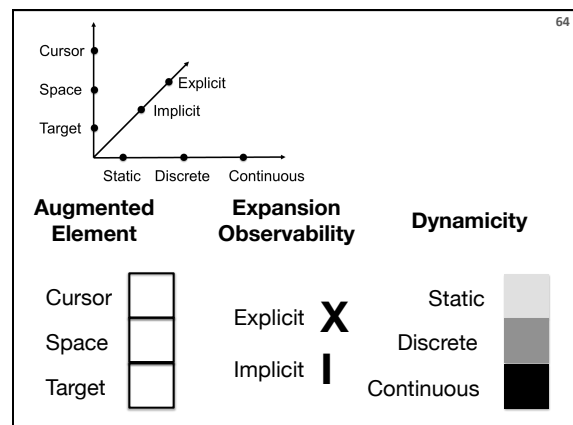 64
Cursor
Space
Target
Explicit
Implicit
Static Discrete Continuous
Augmented
Element
Cursor
Space
Target
Expansion
Observability
Explicit X
Implicit I
Dynamicity
Static
Discrete
Continuous